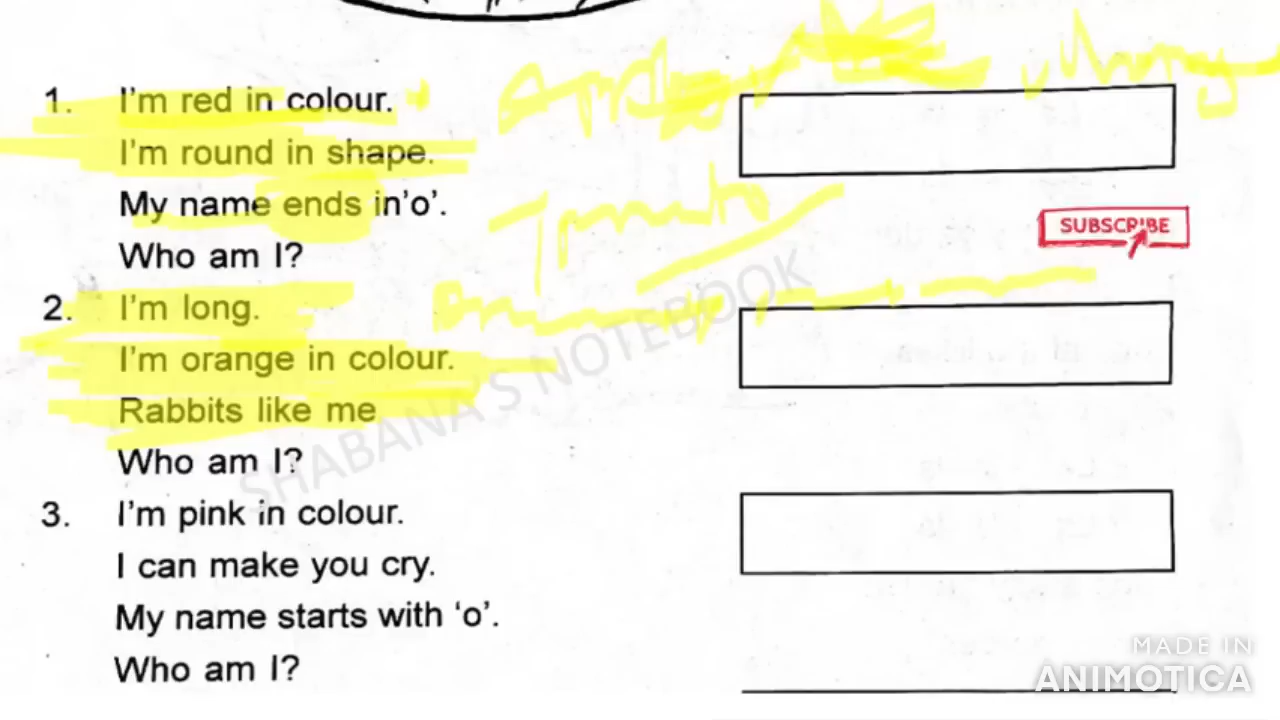 1. I'm red in colour.
I'm round in shape.
My name ends in'o'.
Who am I?
SUBSCRIBE
2. I'm long.
I'm orange in colour.
Rabbits like me
Who am I?
SHABANA'S NOTEBOOK
3. I'm pink in colour.
I can make you cry.
My name starts with 'o'.
Who am I?
MADE IN
ANIMOTICA